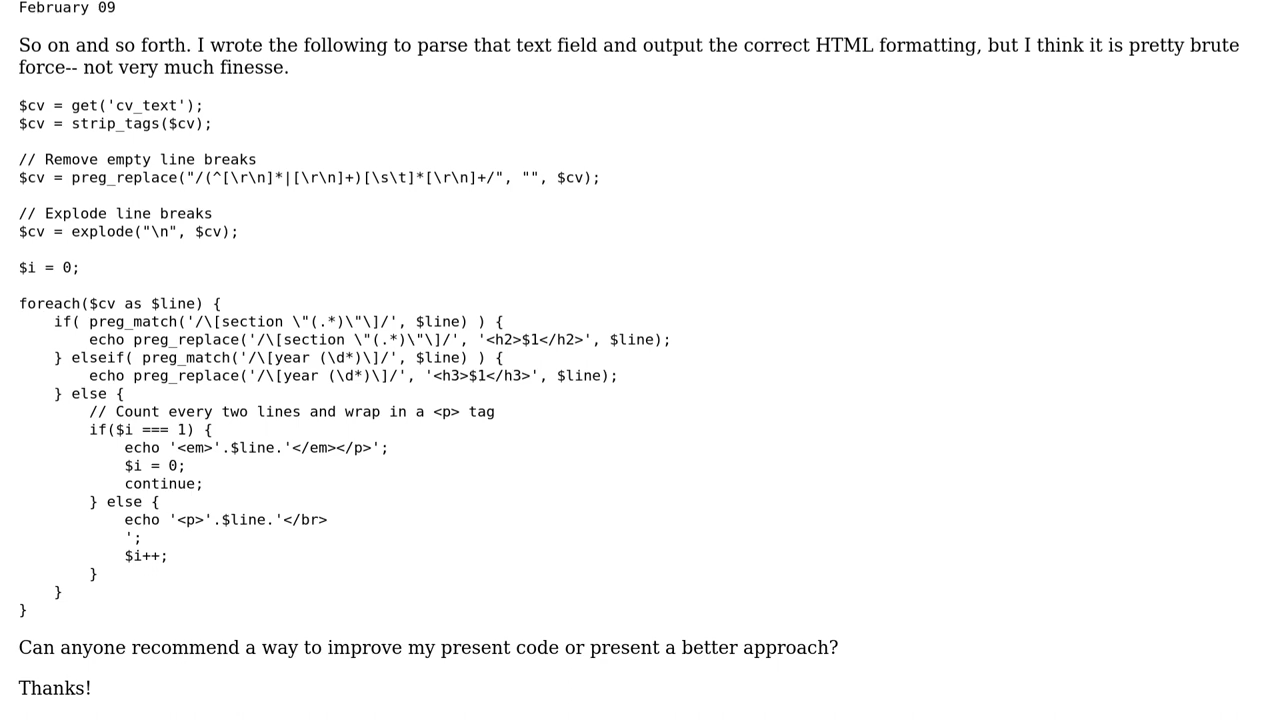 February 09
So on and so forth. I wrote the following to parse that text field and output the correct HTML formatting, but I think it is pretty brute
force-- not very much finesse.
$cv = get('cv_text');
$cv = strip_tags($cv);
// Remove empty line breaks
$cv = preg_replace("/(^[\r\n]*|[\r\n]+)[\s\t]*[\r\n]+/", "", $cv);
// Explode line breaks
$cv = explode("\n", $cv);
$i = 0;
foreach($cv as $line) {
    if( preg_match('/\[section \"(.*)\"\]/', $line) ) {
        echo preg_replace('/\[section \"(.*)\"\]/', '<h2>$1</h2>', $line);
    } elseif( preg_match('/\[year (\d*)\]/', $line) ) {
        echo preg_replace('/\[year (\d*)\]/', '<h3>$1</h3>', $line);
    } else {
        // Count every two lines and wrap in a <p> tag
        if($i === 1) {
            echo '<em>'.$line.'</em></p>';
            $i = 0;
            continue;
        } else {
            echo '<p>'.$line.'</br>
            ';
            $i++;
        }
    }
}
Can anyone recommend a way to improve my present code or present a better approach?
Thanks!